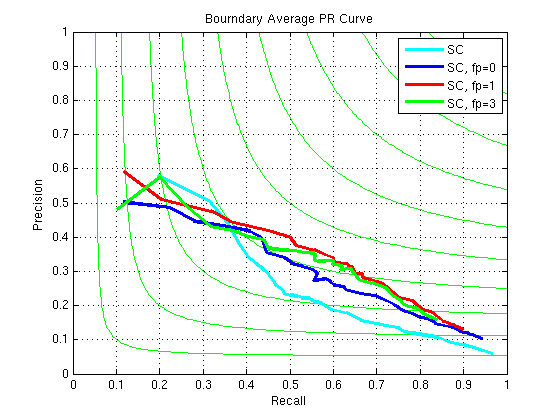 Bourndary Average PR Curve
SC
SC, fp=0
SC, fp=1
SC, fp=3
Precision
1
0.9
0.8
0.7
0.6
0.5
0.4
0.3
0.2
0.1
0
0 0.1 0.2 0.3 0.4 0.5 0.6 0.7 0.8 0.9 1
Recall